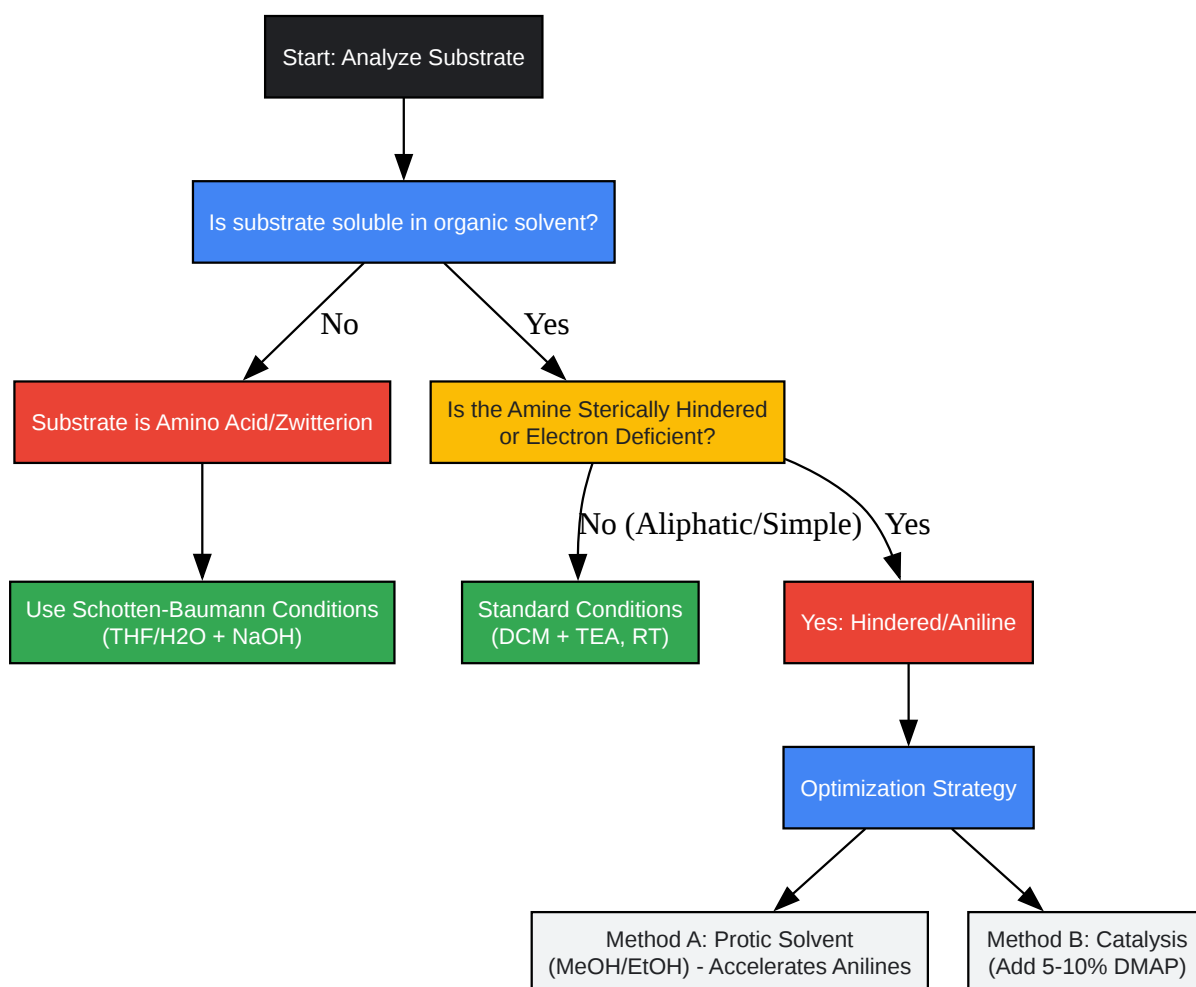 Start: Analyze Substrate
Is substrate soluble in organic solvent?
No
Yes
Substrate is Amino Acid/Zwitterion
Is the Amine Sterically Hindered
or Electron Deficient?
No (Aliphatic/Simple)
Yes
Use Schotten-Baumann Conditions
(THF/H2O + NaOH)
Standard Conditions
(DCM + TEA, RT)
Yes: Hindered/Aniline
Optimization Strategy
Method A: Protic Solvent
(MeOH/EtOH) - Accelerates Anilines
Method B: Catalysis
(Add 5-10% DMAP)